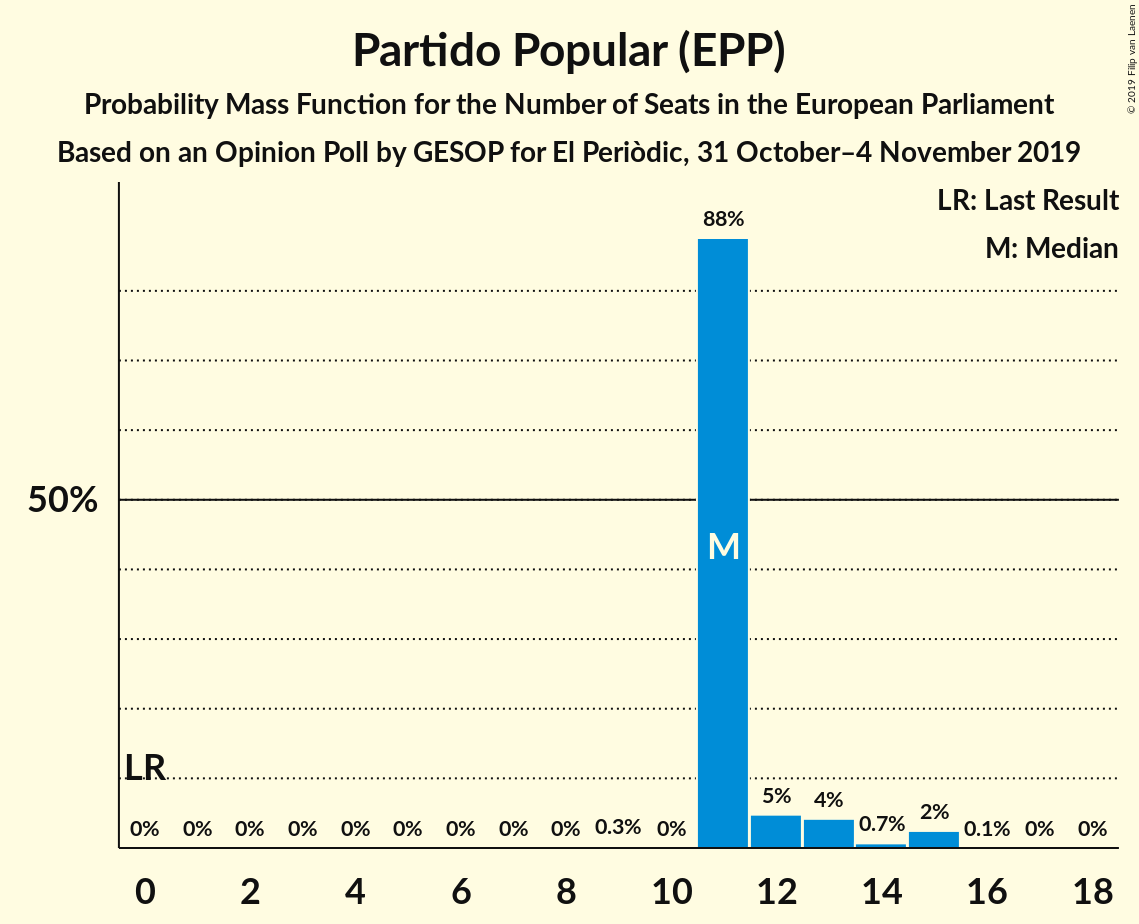 Partido Popular (EPP)
Probability Mass Function for the Number of Seats in the European Parliament
Based on an Opinion Poll by GESOP for El Periòdic, 31 October–4 November 2019
© 2019 Filip van Laenen
LR: Last Result
M: Median
88%
50%
M
LR
0% 0% 0% 0% 0% 0% 0% 0% 0% 0.3% 0% 5% 4% 0.7% 2% 0.1% 0% 0%
0 2 4 6 8 10 12 14 16 18